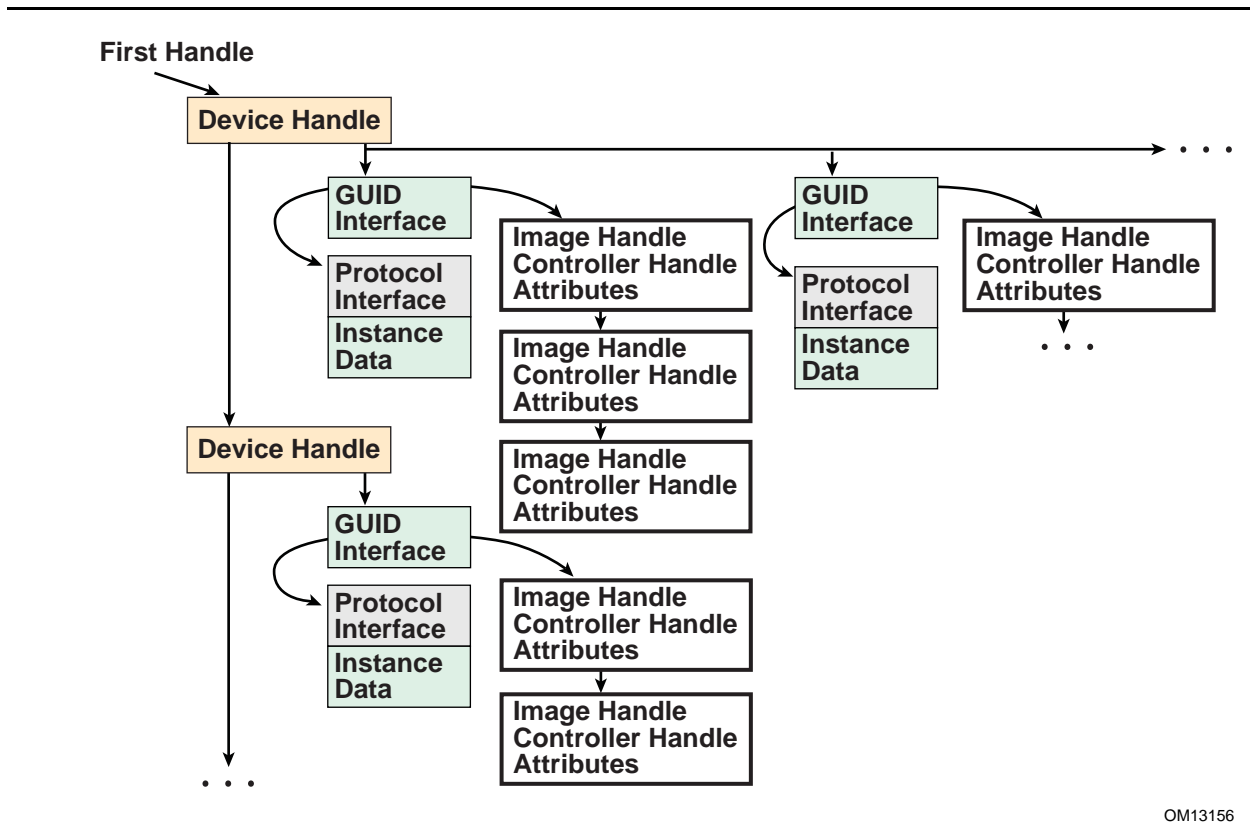 First Handle
Device Handle
. . .
GUID
Interface
Protocol
Interface
Instance
Data
Image Handle
Controller Handle
Attributes
Image Handle
Controller Handle
Attributes
Image Handle
Controller Handle
Attributes
GUID
Interface
Protocol
Interface
Instance
Data
Image Handle
Controller Handle
Attributes
. . .
Device Handle
GUID
Interface
Protocol
Interface
Instance
Data
Image Handle
Controller Handle
Attributes
Image Handle
Controller Handle
Attributes
. . .
OM13156